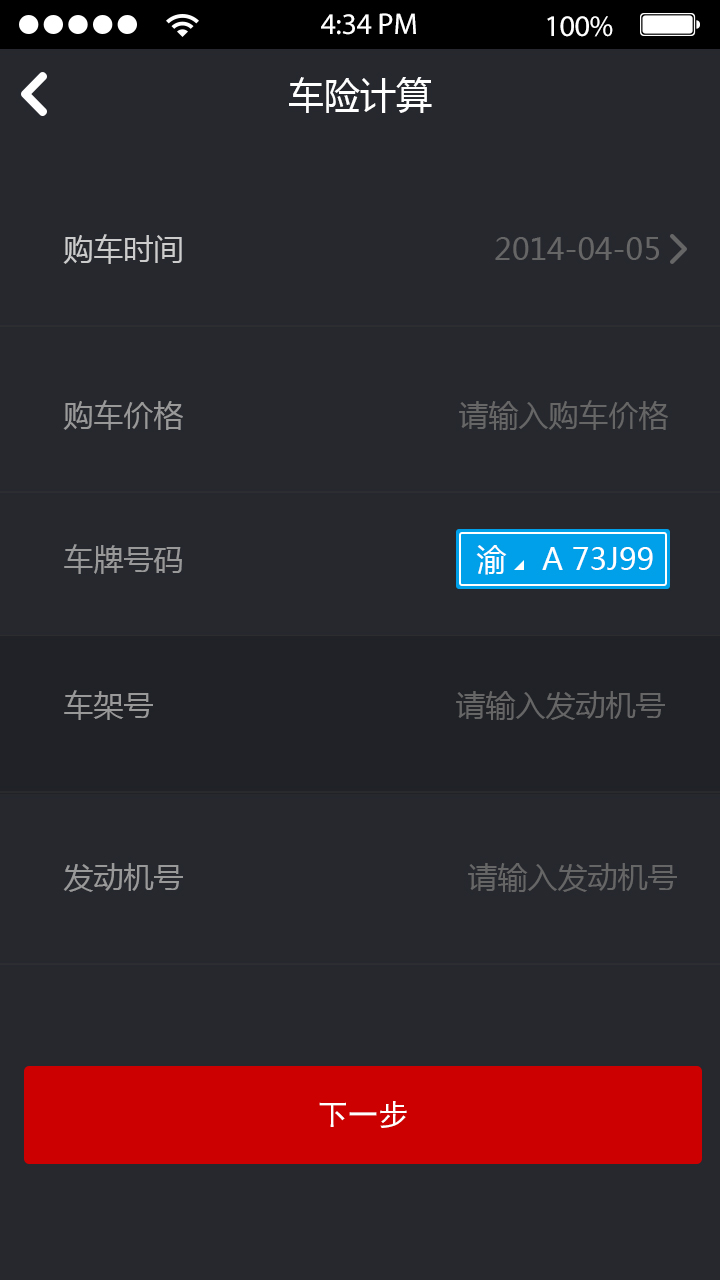 4:34 PM 100%
车险计算
购车时间 2014-04-05
购车价格 请输入购车价格
车牌号码 渝 A 73J99
车架号 请输入发动机号
发动机号 请输入发动机号
下一步